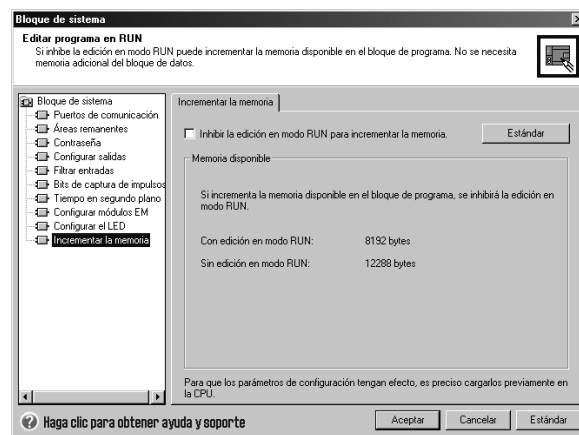 Bloque de sistema
Editar programa en RUN
Si inhibe la edición en modo RUN puede incrementar la memoria disponible en el bloque de programa. No se necesita
memoria adicional del bloque de datos.
Bloque de sistema
Puertos de comunicación
Áreas remanentes
Contraseña
Configurar salidas
Filtrar entradas
Bits de captura de impulsos
Tiempo en segundo plano
Configurar módulos EM
Configurar el LED
Incrementar la memoria
Incrementar la memoria
Inhibir la edición en modo RUN para incrementar la memoria.
Estándar
Memoria disponible
Si incrementa la memoria disponible en el bloque de programa, se inhibirá la edición en
modo RUN.
Con edición en modo RUN: 8192 bytes
Sin edición en modo RUN: 12288 bytes
Para que los parámetros de configuración tengan efecto, es preciso cargarlos previamente en
la CPU.
Haga clic para obtener ayuda y soporte
Aceptar
Cancelar
Estándar